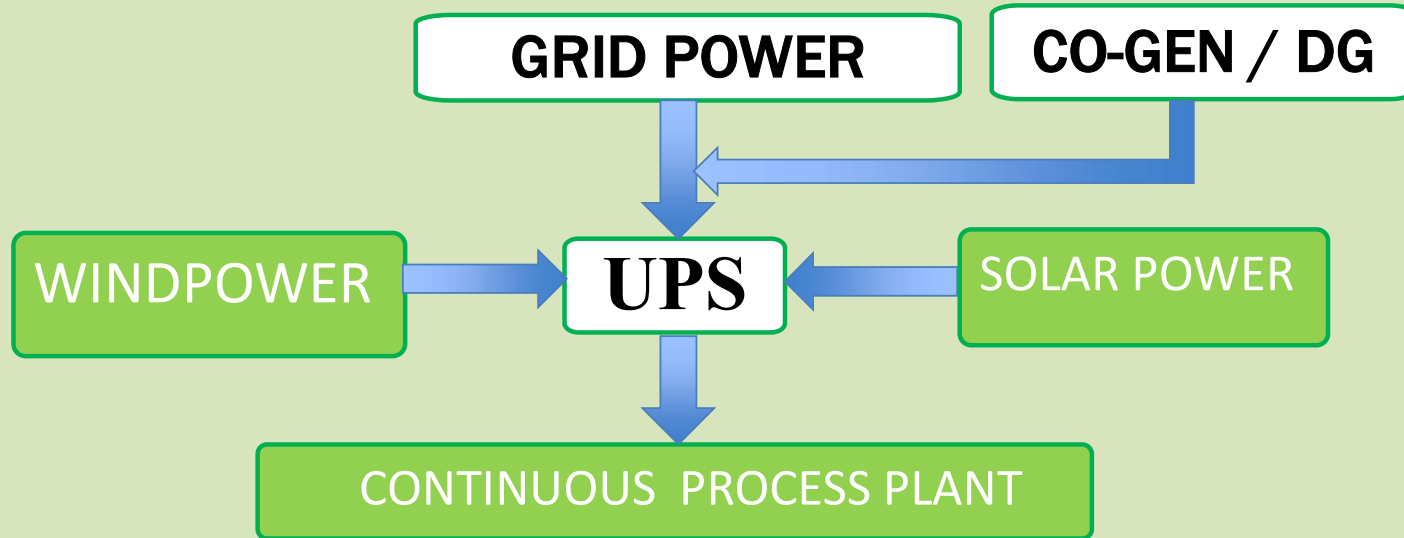 GRID POWER
CO-GEN / DG
WINDPOWER
UPS
SOLAR POWER
CONTINUOUS PROCESS PLANT